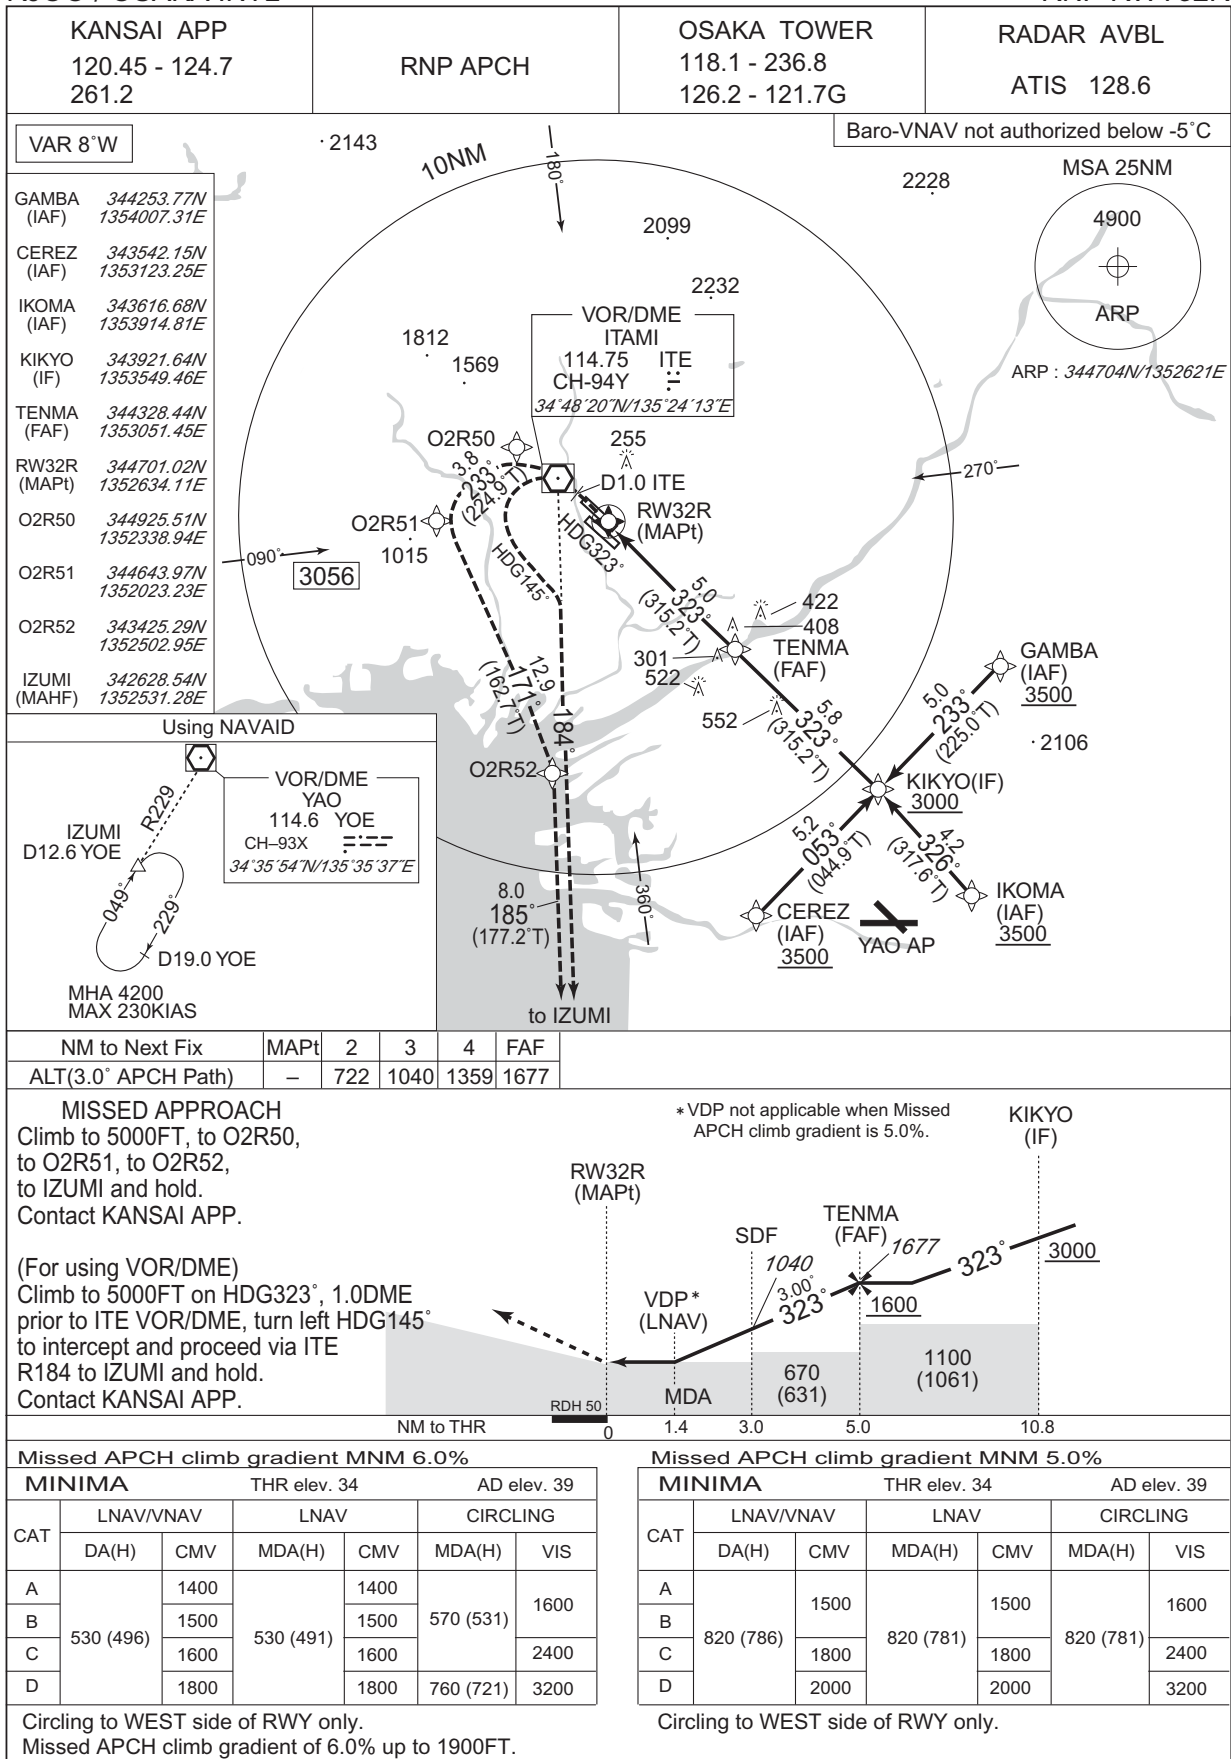 KANSAI APP
120.45 - 124.7
261.2
RNP APCH
OSAKA TOWER
118.1 - 236.8
126.2 - 121.7G
RADAR AVBL
ATIS 128.6
VAR 8˚W
Baro-VNAV not authorized below -5˚C
GAMBA 344253.77N
(IAF) 1354007.31E
CEREZ 343542.15N
(IAF) 1353123.25E
IKOMA 343616.68N
(IAF) 1353914.81E
KIKYO 343921.64N
(IF) 1353549.46E
TENMA 344328.44N
(FAF) 1353051.45E
RW32R 344701.02N
(MAPt) 1352634.11E
O2R50 344925.51N
1352338.94E
O2R51 344643.97N
1352023.23E
O2R52 343425.29N
1352502.95E
IZUMI 342628.54N
(MAHF) 1352531.28E
2143
10NM
180˚
2228
2099
2232
1812
1569
MSA 25NM
4900
ARP
ARP : 344704N/1352621E
VOR/DME
ITAMI
114.75 ITE
CH-94Y
34˚48´20˝N/135˚24´13˝E
O2R50
255
D1.0 ITE
RW32R
(MAPt)
HDG323˚
3.8
233˚
(224.9˚T)
O2R51
1015
090˚
3056
270˚
HDG145˚
5.0
323˚
(315.2˚T)
422
408
TENMA
(FAF)
301
522
552
5.8
323˚
(315.2˚T)
GAMBA
(IAF)
3500
5.0
233˚
(225.0˚T)
2106
12.9
171˚
(162.7˚T)
184˚
O2R52
KIKYO(IF)
3000
5.2
053˚
(044.9˚T)
4.2
326˚
(317.6˚T)
CEREZ
(IAF)
3500
YAO AP
IKOMA
(IAF)
3500
360˚
8.0
185˚
(177.2˚T)
to IZUMI
Using NAVAID
VOR/DME
YAO
114.6 YOE
CH–93X
34˚35´54˝N/135˚35´37˝E
R229
IZUMI
D12.6 YOE
049˚
229˚
D19.0 YOE
MHA 4200
MAX 230KIAS
NM to Next Fix MAPt 2 3 4 FAF
ALT(3.0˚ APCH Path) – 722 1040 1359 1677
MISSED APPROACH
Climb to 5000FT, to O2R50,
to O2R51, to O2R52,
to IZUMI and hold.
Contact KANSAI APP.
(For using VOR/DME)
Climb to 5000FT on HDG323˚, 1.0DME
prior to ITE VOR/DME, turn left HDG145˚
to intercept and proceed via ITE
R184 to IZUMI and hold.
Contact KANSAI APP.
*VDP not applicable when Missed
APCH climb gradient is 5.0%.
KIKYO
(IF)
RW32R
(MAPt)
TENMA
(FAF)
SDF
1040
1677
323˚
3000
VDP*
(LNAV)
3.00˚
323˚
1600
MDA
670
(631)
1100
(1061)
RDH 50
NM to THR 0 1.4 3.0 5.0 10.8
Missed APCH climb gradient MNM 6.0%
MINIMA THR elev. 34 AD elev. 39
CAT LNAV/VNAV LNAV CIRCLING
DA(H) CMV MDA(H) CMV MDA(H) VIS
A 530 (496) 1400 530 (491) 1400 570 (531) 1600
B 1500 1500
C 1600 1600 2400
D 1800 1800 760 (721) 3200
Circling to WEST side of RWY only.
Missed APCH climb gradient of 6.0% up to 1900FT.
Missed APCH climb gradient MNM 5.0%
MINIMA THR elev. 34 AD elev. 39
CAT LNAV/VNAV LNAV CIRCLING
DA(H) CMV MDA(H) CMV MDA(H) VIS
A 820 (786) 1500 820 (781) 1500 820 (781) 1600
B
C 1800 1800 2400
D 2000 2000 3200
Circling to WEST side of RWY only.